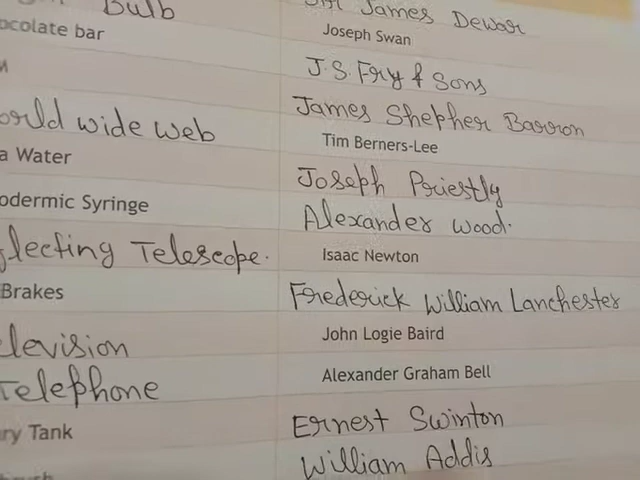 Sir James Dewar
Bulb Joseph Swan
ocolate bar J.S. Fry & Sons
M James Shepher Barron
orld wide web Tim Berners-Lee
a Water Joseph Priestly
odermic Syringe Alexander wood.
flecting Telescope. Isaac Newton
Brakes Frederick William Lanchester
levision John Logie Baird
Telephone Alexander Graham Bell
ry Tank Ernest Swinton
William Addis